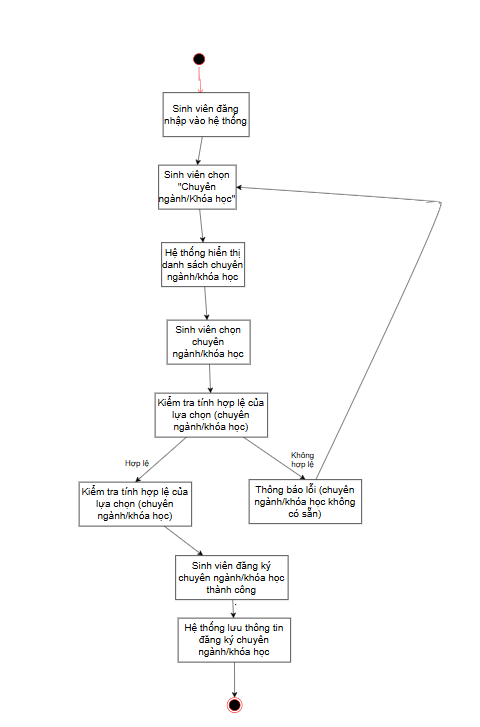 Sinh viên đăng
nhập vào hệ thống
Sinh viên chọn
"Chuyên
ngành/Khóa học"
Hệ thống hiển thị
danh sách chuyên
ngành/khóa học
Sinh viên chọn
chuyên
ngành/khóa học
Kiểm tra tính hợp lệ của
lựa chọn (chuyên
ngành/khóa học)
Hợp lệ
Không
hợp lệ
Kiểm tra tính hợp lệ của
lựa chọn (chuyên
ngành/khóa học)
Thông báo lỗi (chuyên
ngành/khóa học không
có sẵn)
Sinh viên đăng ký
chuyên ngành/khóa học
thành công
.
Hệ thống lưu thông tin
đăng ký chuyên
ngành/khóa học